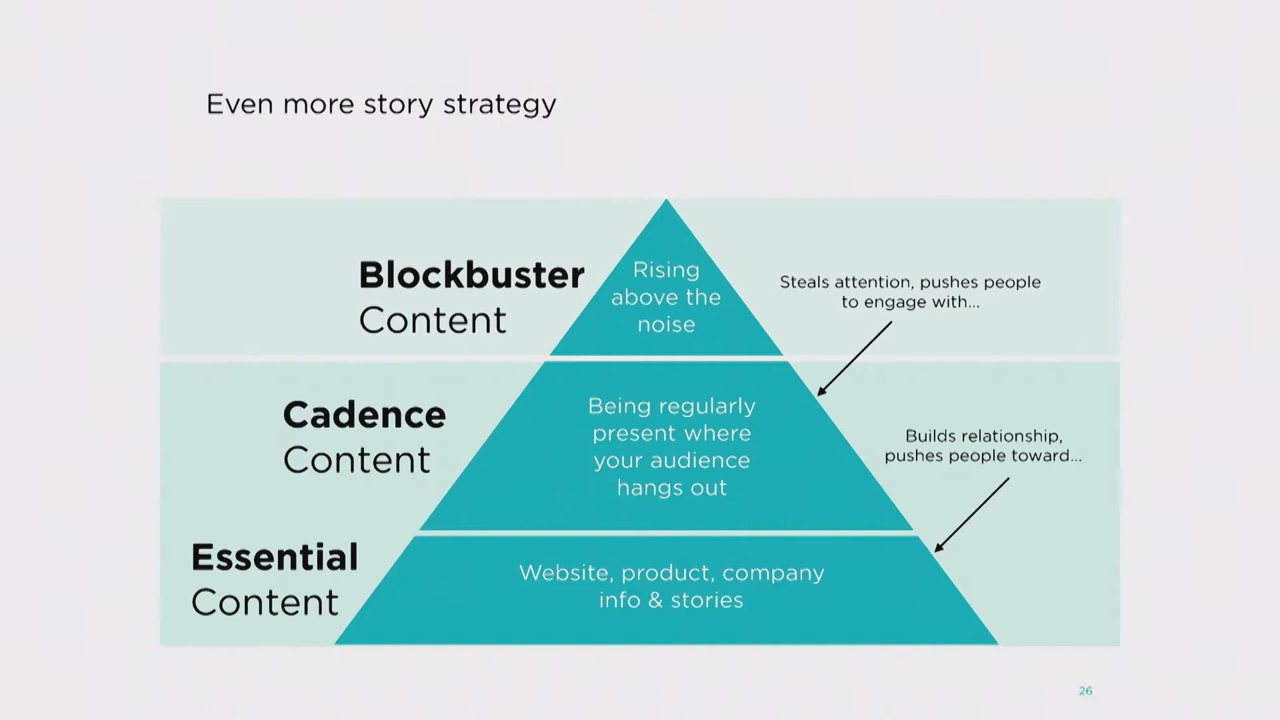 Even more story strategy
Blockbuster
Content
Rising
above the
noise
Steals attention, pushes people
to engage with...
Cadence
Content
Being regularly
present where
your audience
hangs out
Builds relationship,
pushes people toward...
Essential
Content
Website, product, company
info & stories
26